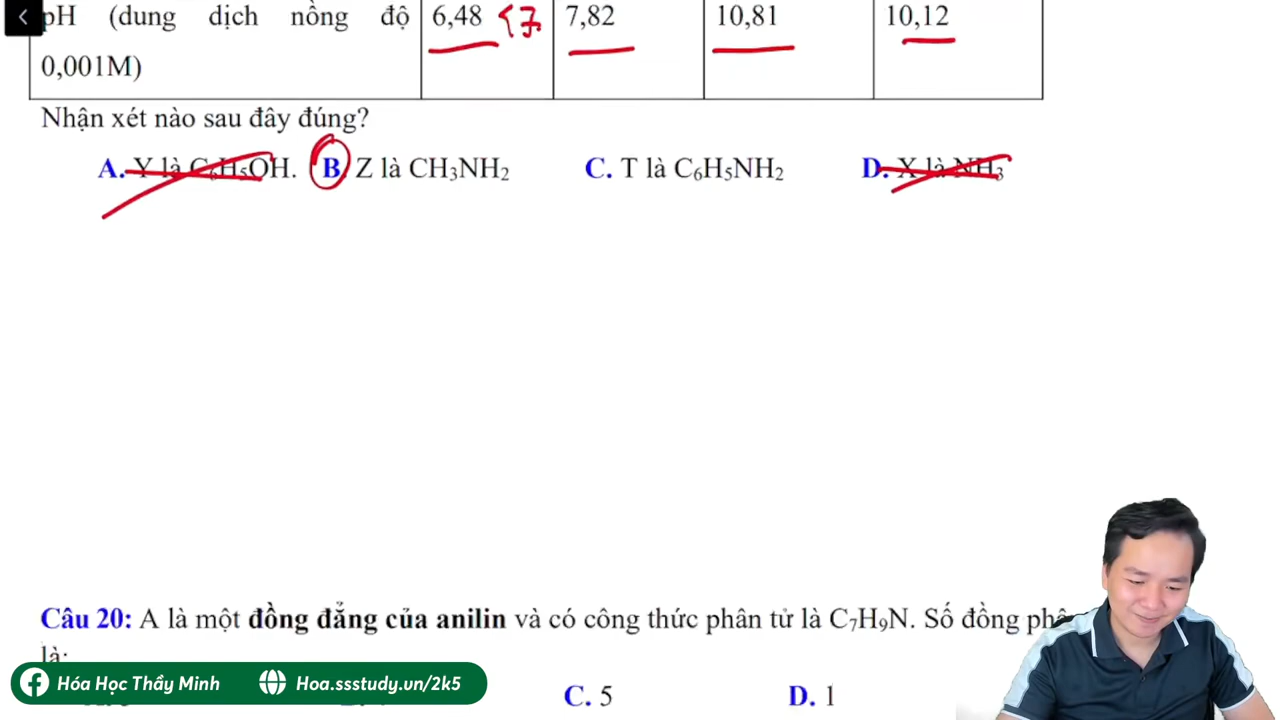 pH (dung dịch nồng độ 6,48 <7 7,82 10,81 10,12
0,001M)
Nhận xét nào sau đây đúng?
A. Y là C₆H₅OH. B. Z là CH₃NH₂ C. T là C₆H₅NH₂ D. X là NH₃
Câu 20: A là một đồng đẳng của anilin và có công thức phân tử là C₇H₉N. Số đồng
là:
Hóa Học Thầy Minh Hoa.ssstudy.vn/2k5
C. 5 D. 1